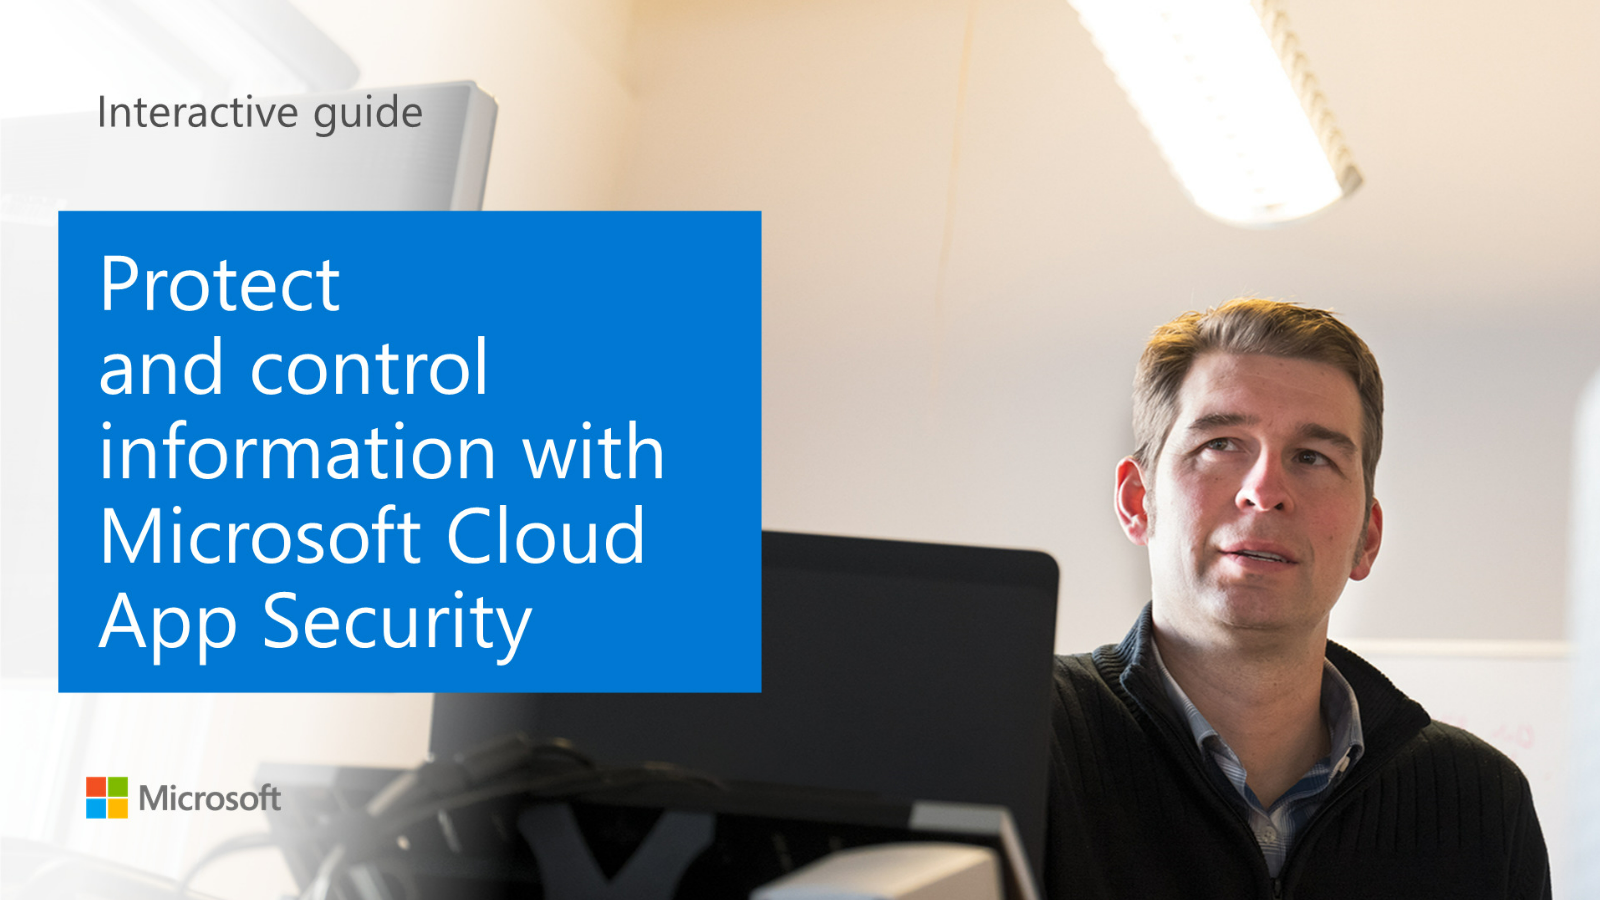 Interactive guide
Protect
and control
information with
Microsoft Cloud
App Security
Microsoft